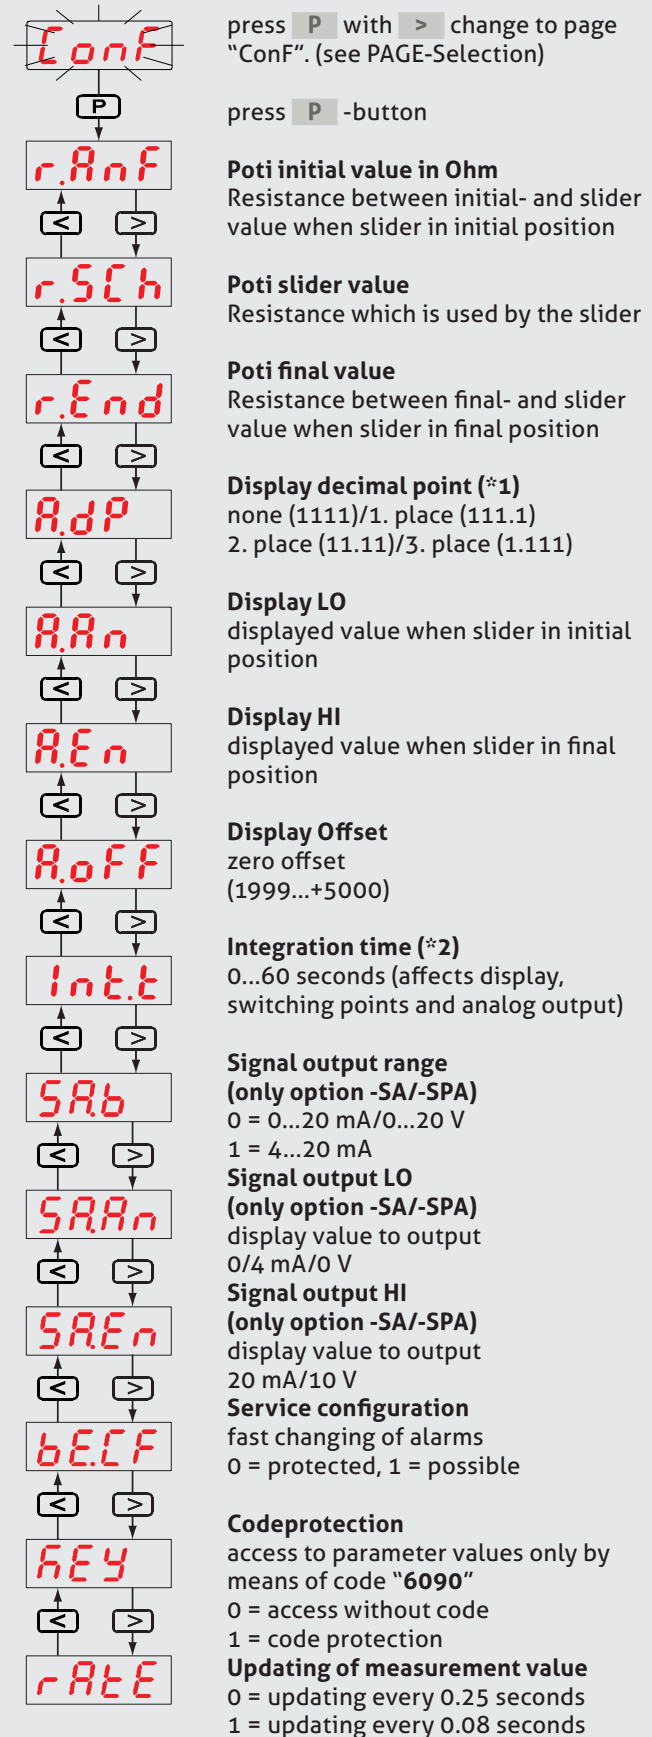 ConF
press P with > change to page
“ConF”. (see PAGE-Selection)
P
press P -button
r.AnF
Poti initial value in Ohm
Resistance between initial- and slider
value when slider in initial position
< >
r.SCh
Poti slider value
Resistance which is used by the slider
< >
r.End
Poti final value
Resistance between final- and slider
value when slider in final position
< >
A.dP
Display decimal point (*1)
none (1111)/1. place (111.1)
2. place (11.11)/3. place (1.111)
< >
A.An
Display LO
displayed value when slider in initial
position
< >
A.En
Display HI
displayed value when slider in final
position
< >
A.oFF
Display Offset
zero offset
(1999...+5000)
< >
Int.t
Integration time (*2)
0...60 seconds (affects display,
switching points and analog output)
< >
SA.b
Signal output range
(only option -SA/-SPA)
0 = 0...20 mA/0...20 V
1 = 4...20 mA
< >
SA.An
Signal output LO
(only option -SA/-SPA)
display value to output
0/4 mA/0 V
< >
SA.En
Signal output HI
(only option -SA/-SPA)
display value to output
20 mA/10 V
< >
bE.CF
Service configuration
fast changing of alarms
0 = protected, 1 = possible
< >
KEY
Codeprotection
access to parameter values only by
means of code “6090”
0 = access without code
1 = code protection
< >
rAtE
Updating of measurement value
0 = updating every 0.25 seconds
1 = updating every 0.08 seconds